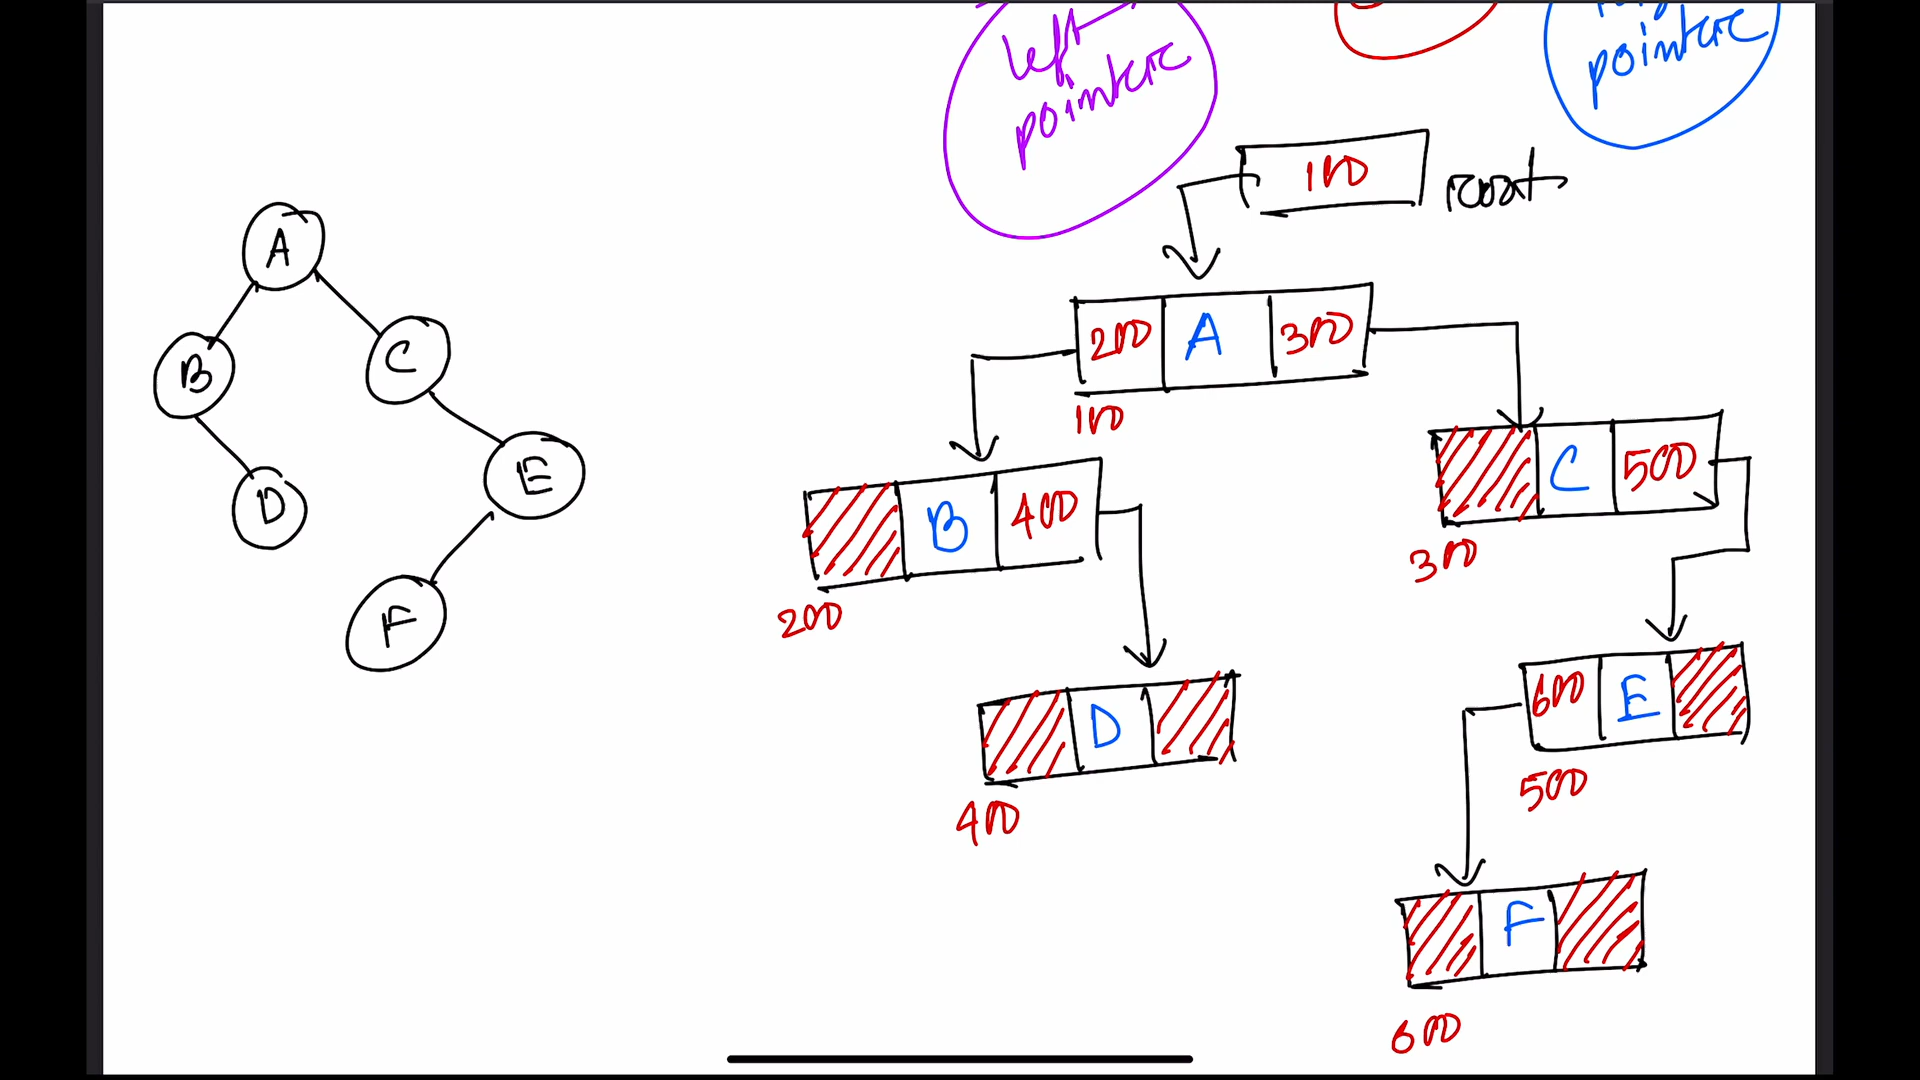 left
pointer
pointer
100 root
A
B
C
D
E
F
200 A 300
100
B 400
200
C 500
300
D
400
600 E
500
F
600